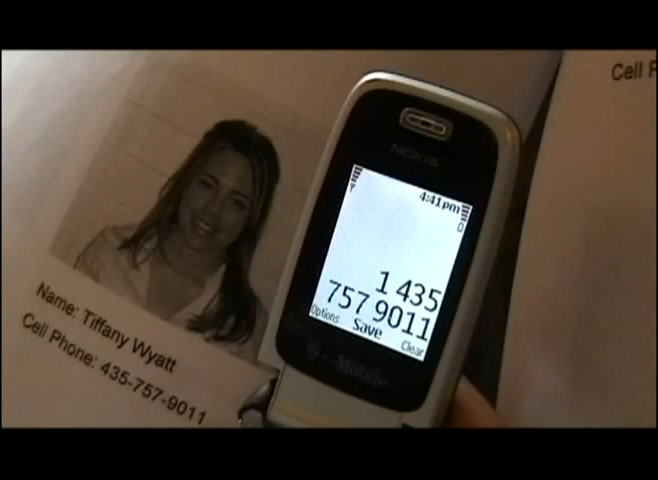 Cell P
NOKIA
4:41pm
1 435
757 9011
Options Save Clear
T - Mobile
Name: Tiffany Wyatt
Cell Phone: 435-757-9011